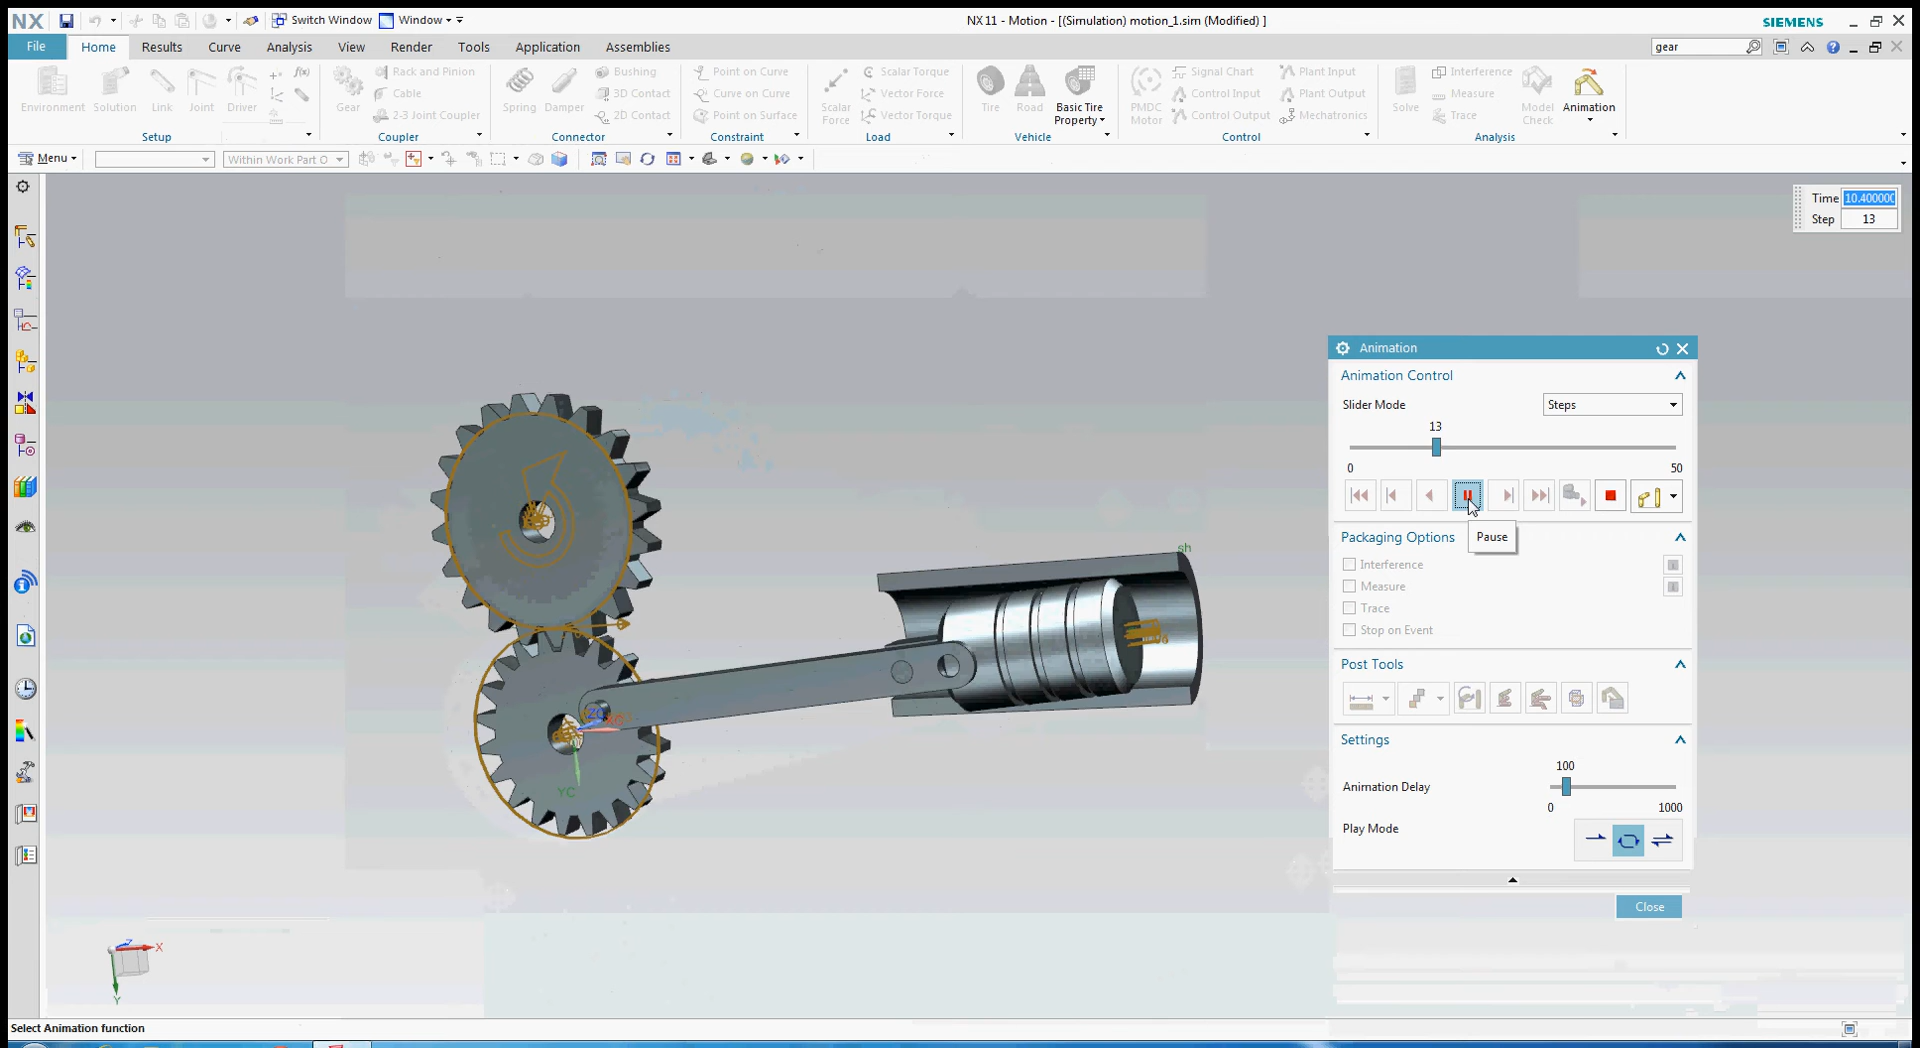 NX Switch Window Window NX 11 - Motion - [(Simulation) motion_1.sim (Modified) ] SIEMENS
File Home Results Curve Analysis View Render Tools Application Assemblies gear
Environment Solution Link Joint Driver
Setup
Gear Rack and Pinion
Cable
2-3 Joint Coupler
Coupler
Spring Damper Bushing
3D Contact
2D Contact
Connector
Point on Curve
Curve on Curve
Point on Surface
Constraint
Scalar Force
Scalar Torque
Vector Force
Vector Torque
Load
Tire Road Basic Tire Property
Vehicle
PMDC Motor
Signal Chart Plant Input
Control Input Plant Output
Control Output Mechatronics
Control
Solve Interference
Measure
Trace
Model Check
Animation
Analysis
Menu Within Work Part O
Time 10.400000
Step 13
sh
ZC
XC
YC
X
Y
Z
Animation
Animation Control
Slider Mode Steps
13
0 50
Pause
Packaging Options
Interference
Measure
Trace
Stop on Event
Post Tools
Settings
100
Animation Delay
0 1000
Play Mode
Close
Select Animation function